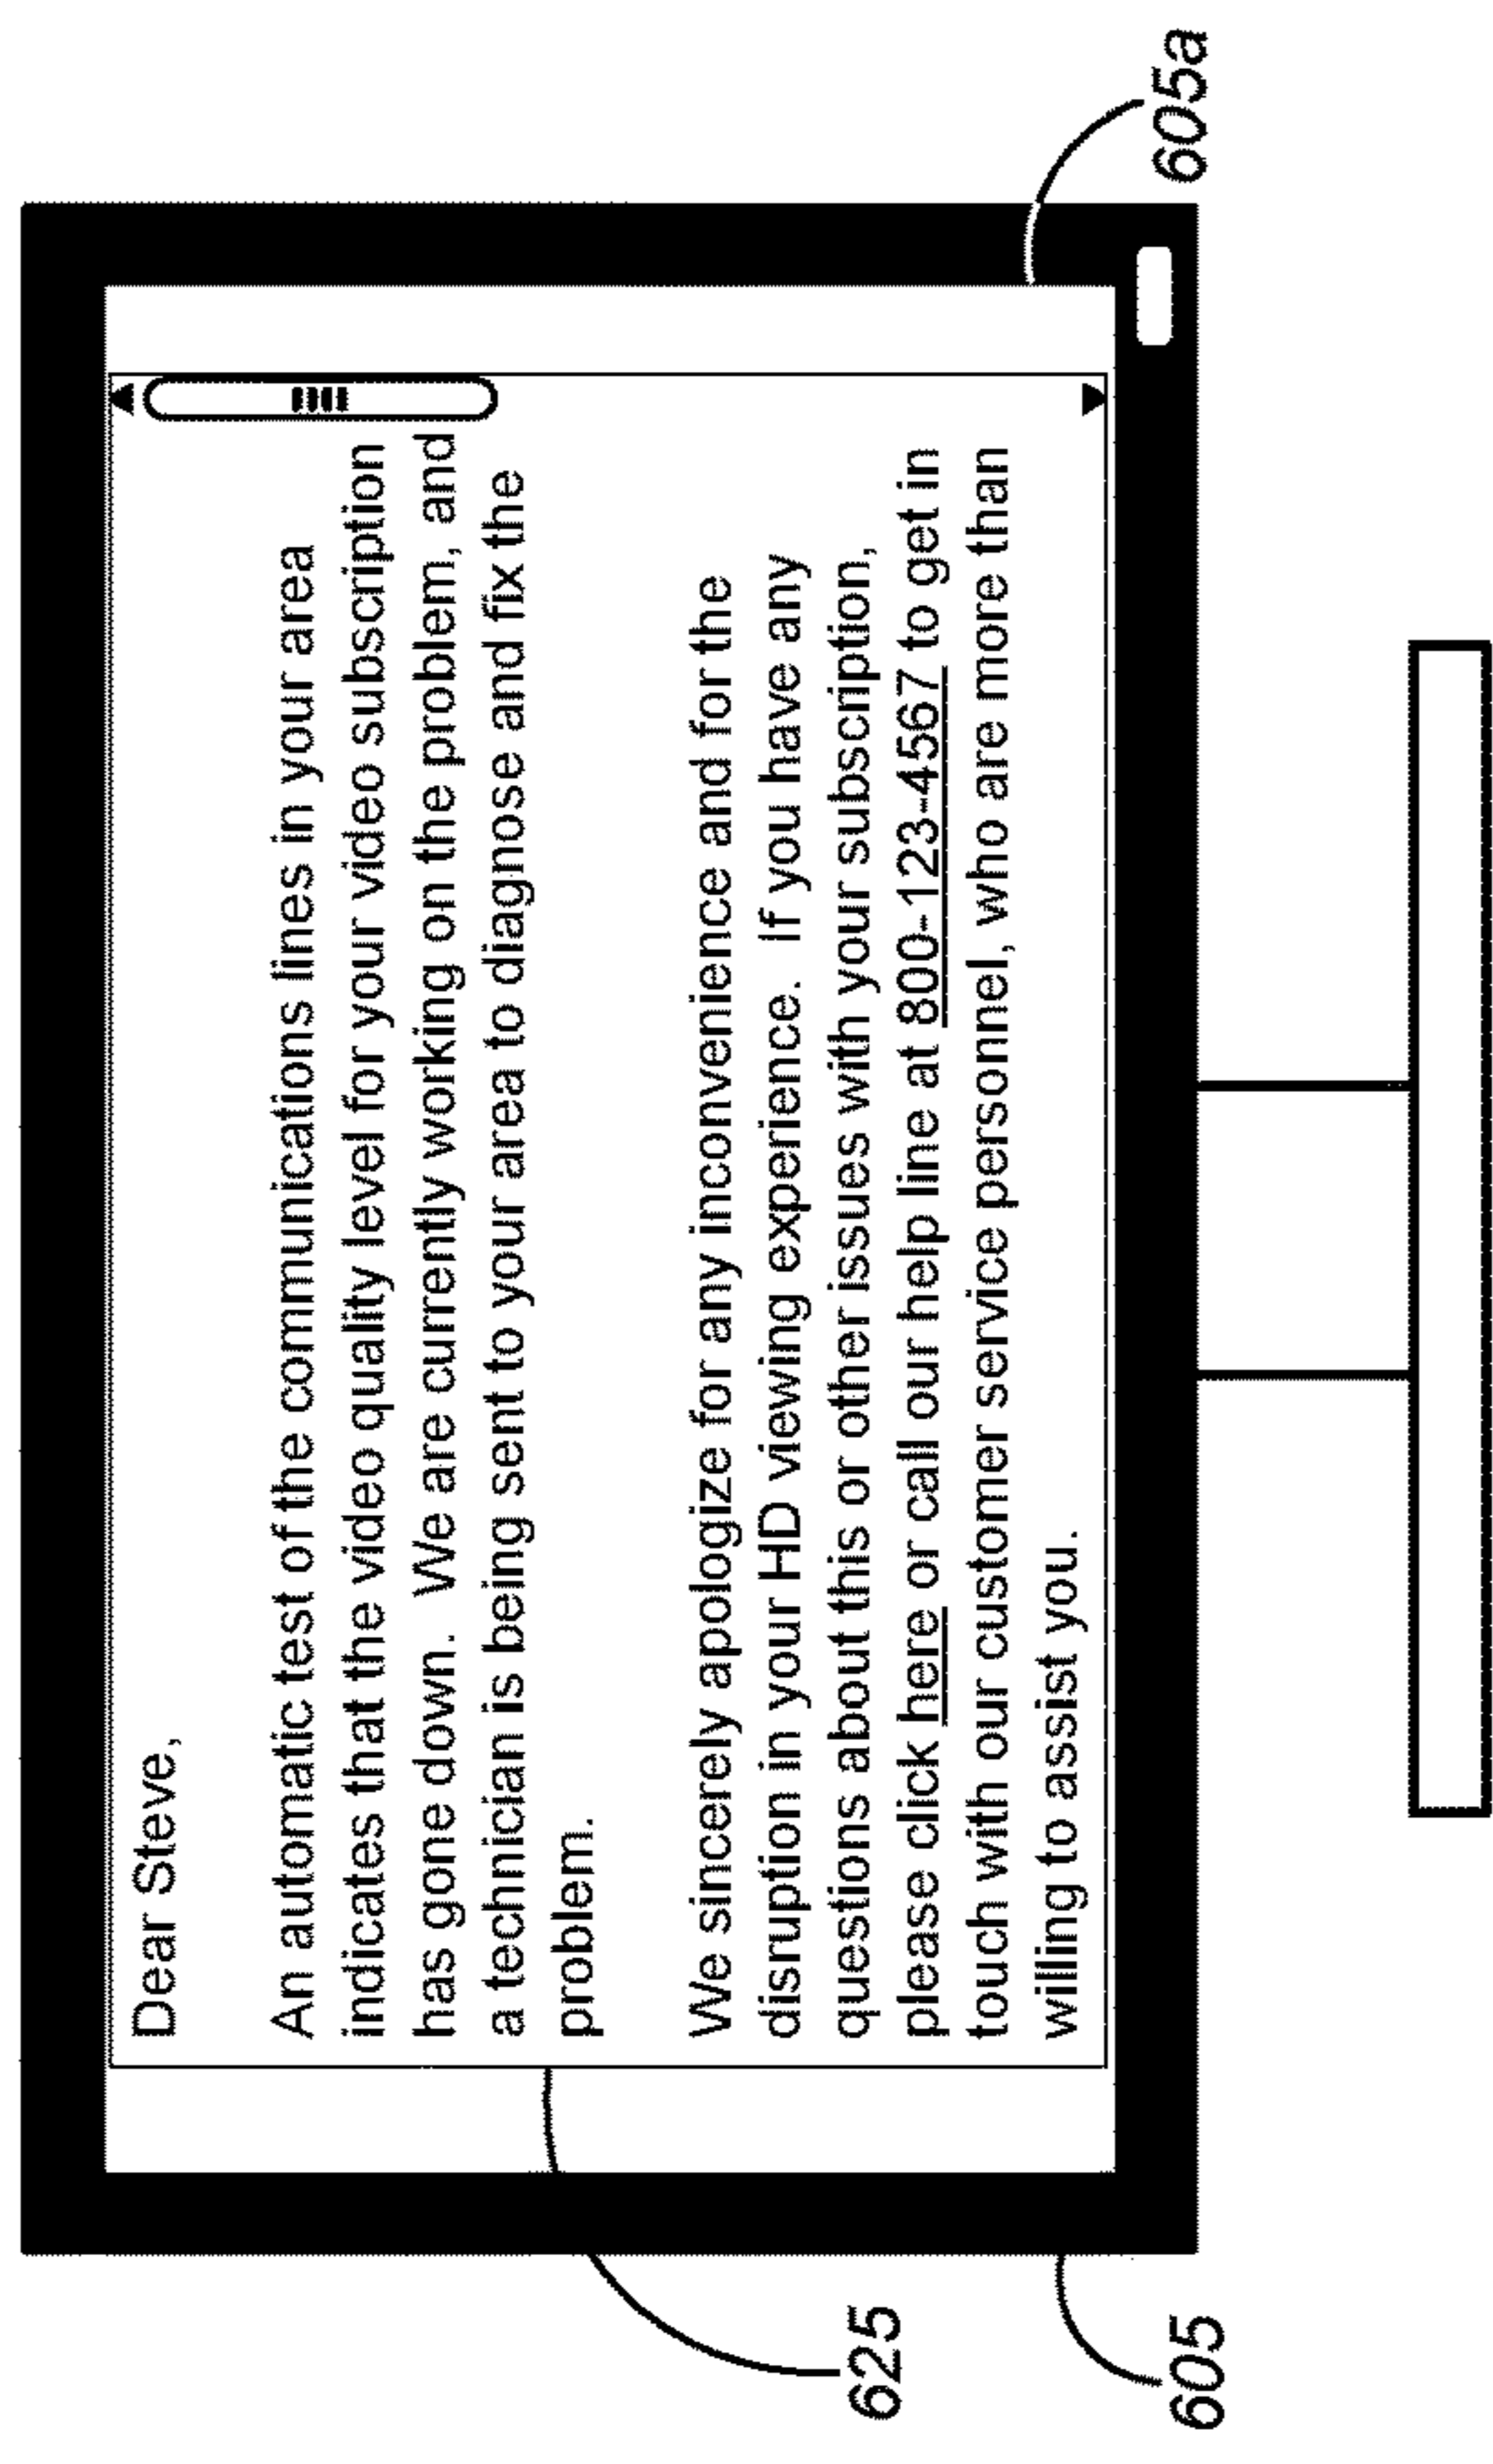 Dear Steve,
An automatic test of the communications lines in your area
indicates that the video quality level for your video subscription
has gone down.  We are currently working on the problem, and
a technician is being sent to your area to diagnose and fix the
problem.
We sincerely apologize for any inconvenience and for the
disruption in your HD viewing experience.  If you have any
questions about this or other issues with your subscription,
please click here or call our help line at 800-123-4567 to get in
touch with our customer service personnel, who are more than
willing to assist you.
625
605
605a